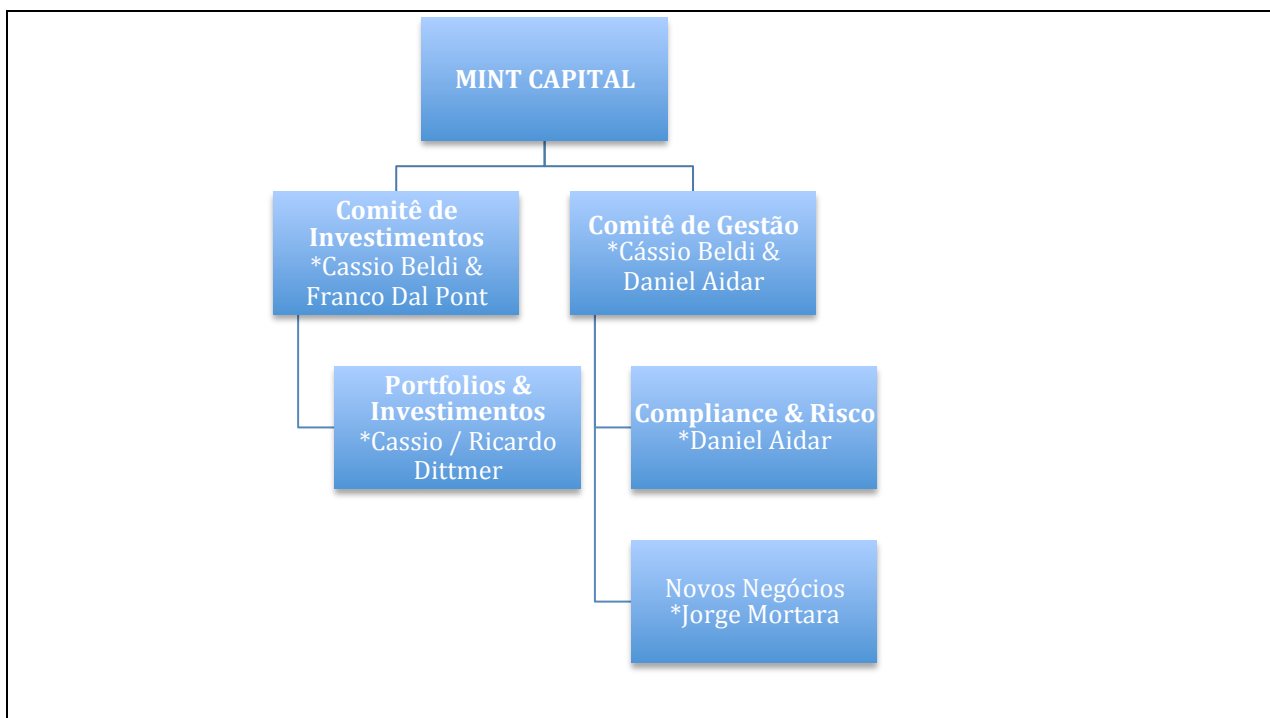 MINT CAPITAL
Comitê de
Investimentos
*Cassio Beldi &
Franco Dal Pont
Comitê de Gestão
*Cássio Beldi &
Daniel Aidar
Portfolios &
Investimentos
*Cassio / Ricardo
Dittmer
Compliance & Risco
*Daniel Aidar
Novos Negócios
*Jorge Mortara